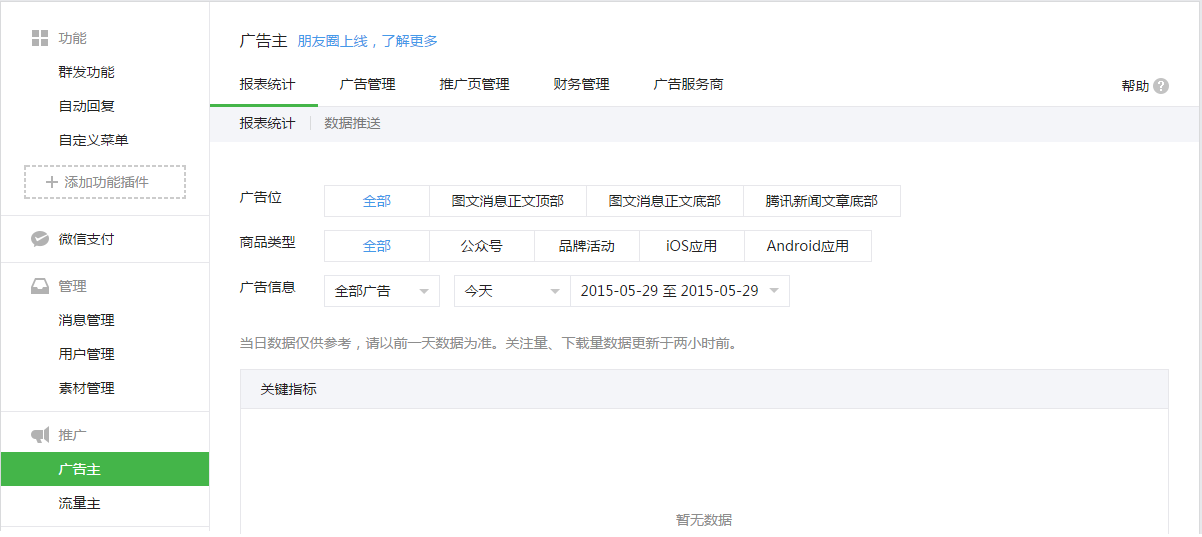 功能
群发功能
自动回复
自定义菜单
添加功能插件
微信支付
管理
消息管理
用户管理
素材管理
推广
广告主
流量主
广告主 朋友圈上线，了解更多
报表统计 广告管理 推广页管理 财务管理 广告服务商 帮助 ?
报表统计 数据推送
广告位 全部 图文消息正文顶部 图文消息正文底部 腾讯新闻文章底部
商品类型 全部 公众号 品牌活动 iOS应用 Android应用
广告信息 全部广告 今天 2015-05-29 至 2015-05-29
当日数据仅供参考，请以前一天数据为准。关注量、下载量数据更新于两小时前。
关键指标
暂无数据